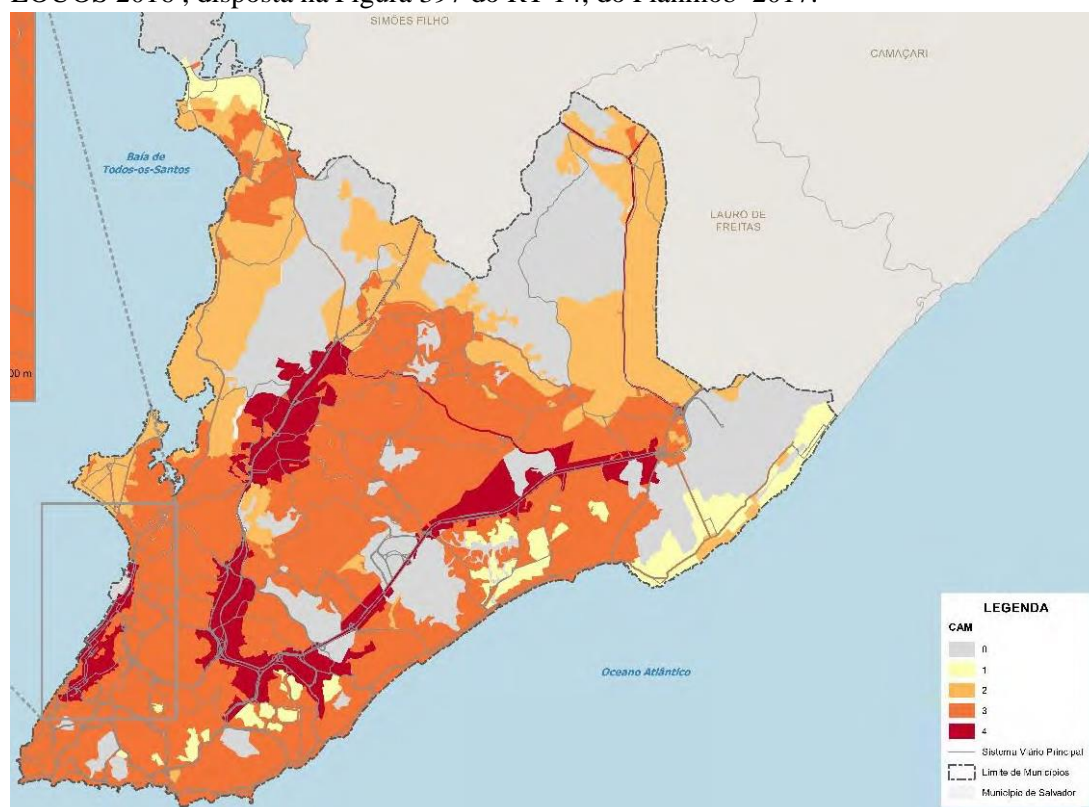 LOUOS 2016 , disposta na Figura 397 do RT 14, do PlanMob- 2017.
SIMÕES FILHO
CAMAÇARI
Baía de
Todos-os-Santos
LAURO DE
FREITAS
00 m
Oceano Atlântico
LEGENDA
CAM
0
1
2
3
4
Sistema Viário Principal
Limite de Municípios
Município de Salvador